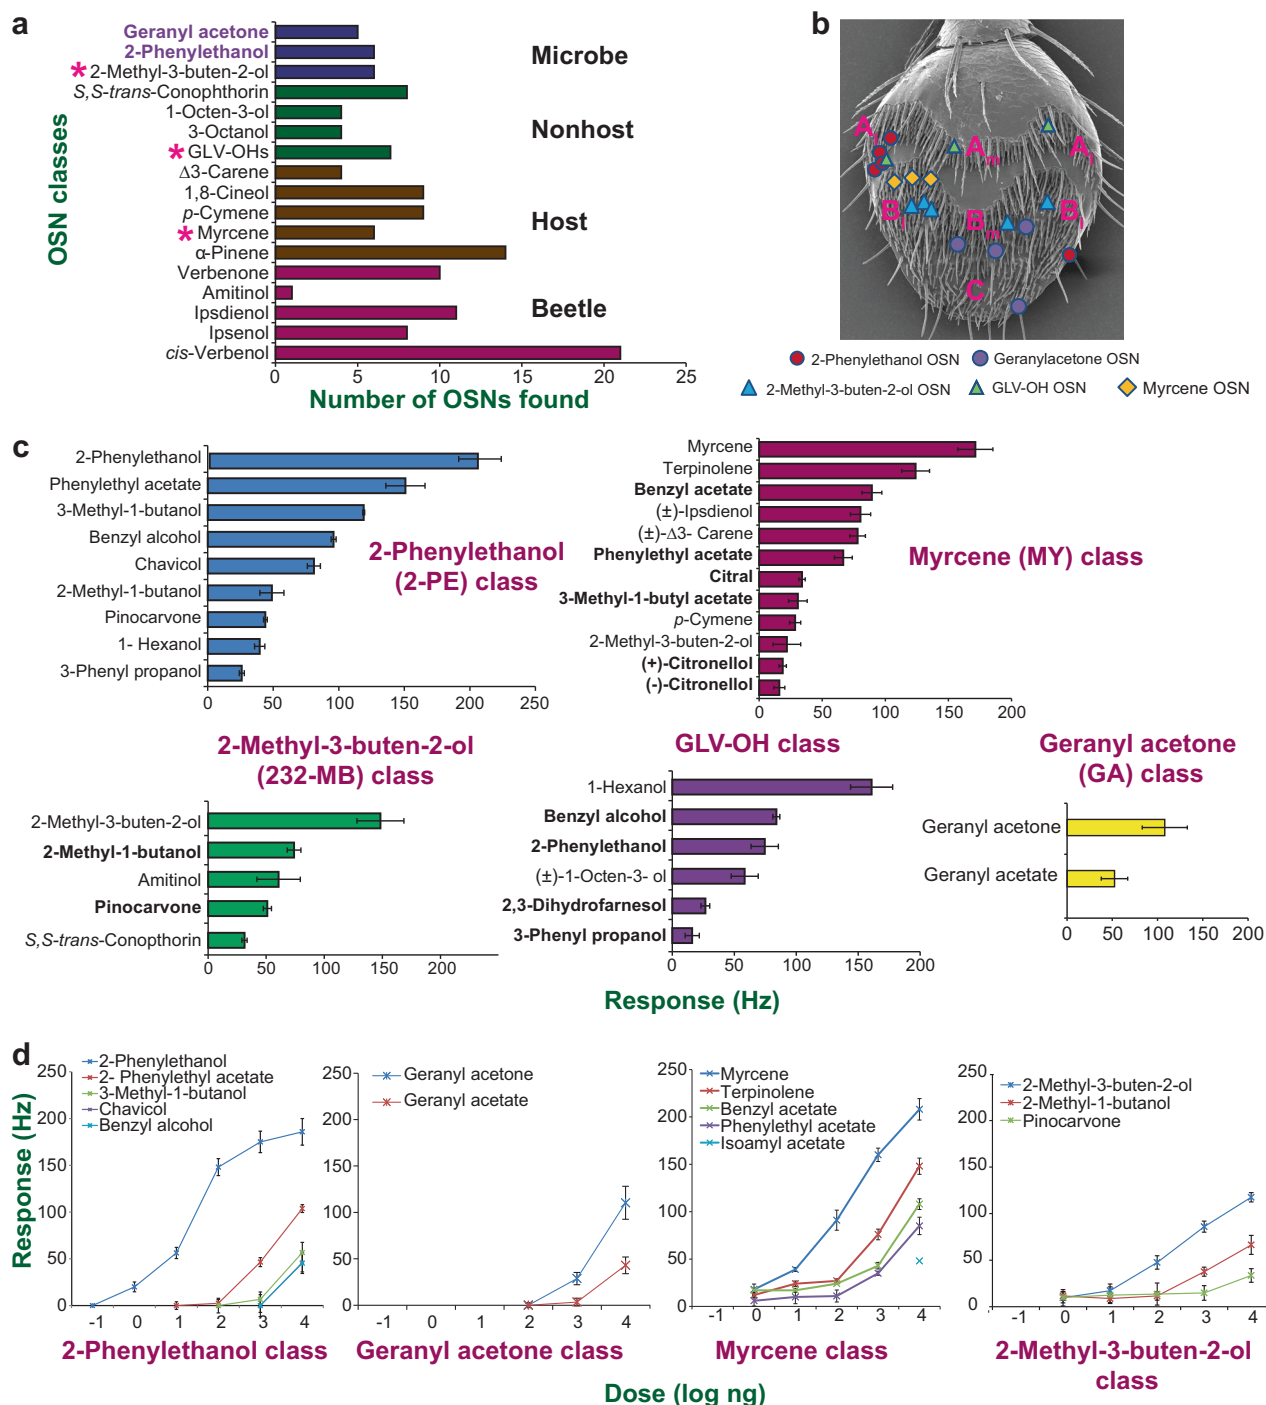 a
OSN classes
Geranyl acetone
2-Phenylethanol
*2-Methyl-3-buten-2-ol
S,S-trans-Conophthorin
1-Octen-3-ol
3-Octanol
*GLV-OHs
Δ3-Carene
1,8-Cineol
p-Cymene
*Myrcene
α-Pinene
Verbenone
Amitinol
Ipsdienol
Ipsenol
cis-Verbenol
Microbe
Nonhost
Host
Beetle
0 5 10 15 20 25
Number of OSNs found
b
Al Am Al
Bl Bm Bl
C
2-Phenylethanol OSN Geranylacetone OSN
2-Methyl-3-buten-2-ol OSN GLV-OH OSN Myrcene OSN
c
2-Phenylethanol
Phenylethyl acetate
3-Methyl-1-butanol
Benzyl alcohol
Chavicol
2-Methyl-1-butanol
Pinocarvone
1- Hexanol
3-Phenyl propanol
0 50 100 150 200 250
2-Phenylethanol
(2-PE) class
Myrcene
Terpinolene
Benzyl acetate
(±)-Ipsdienol
(±)-Δ3- Carene
Phenylethyl acetate
Citral
3-Methyl-1-butyl acetate
p-Cymene
2-Methyl-3-buten-2-ol
(+)-Citronellol
(-)-Citronellol
0 50 100 150 200
Myrcene (MY) class
2-Methyl-3-buten-2-ol
(232-MB) class
2-Methyl-3-buten-2-ol
2-Methyl-1-butanol
Amitinol
Pinocarvone
S,S-trans-Conopthorin
0 50 100 150 200
GLV-OH class
1-Hexanol
Benzyl alcohol
2-Phenylethanol
(±)-1-Octen-3- ol
2,3-Dihydrofarnesol
3-Phenyl propanol
0 50 100 150 200
Geranyl acetone
(GA) class
Geranyl acetone
Geranyl acetate
0 50 100 150 200
Response (Hz)
d
Response (Hz)
2-Phenylethanol
2- Phenylethyl acetate
3-Methyl-1-butanol
Chavicol
Benzyl alcohol
250
200
150
100
50
0
-1 0 1 2 3 4
2-Phenylethanol class
Geranyl acetone
Geranyl acetate
250
200
150
100
50
0
-1 0 1 2 3 4
Geranyl acetone class
Myrcene
Terpinolene
Benzyl acetate
Phenylethyl acetate
Isoamyl acetate
250
200
150
100
50
0
-1 0 1 2 3 4
Myrcene class
2-Methyl-3-buten-2-ol
2-Methyl-1-butanol
Pinocarvone
250
200
150
100
50
0
-1 0 1 2 3 4
2-Methyl-3-buten-2-ol
class
Dose (log ng)